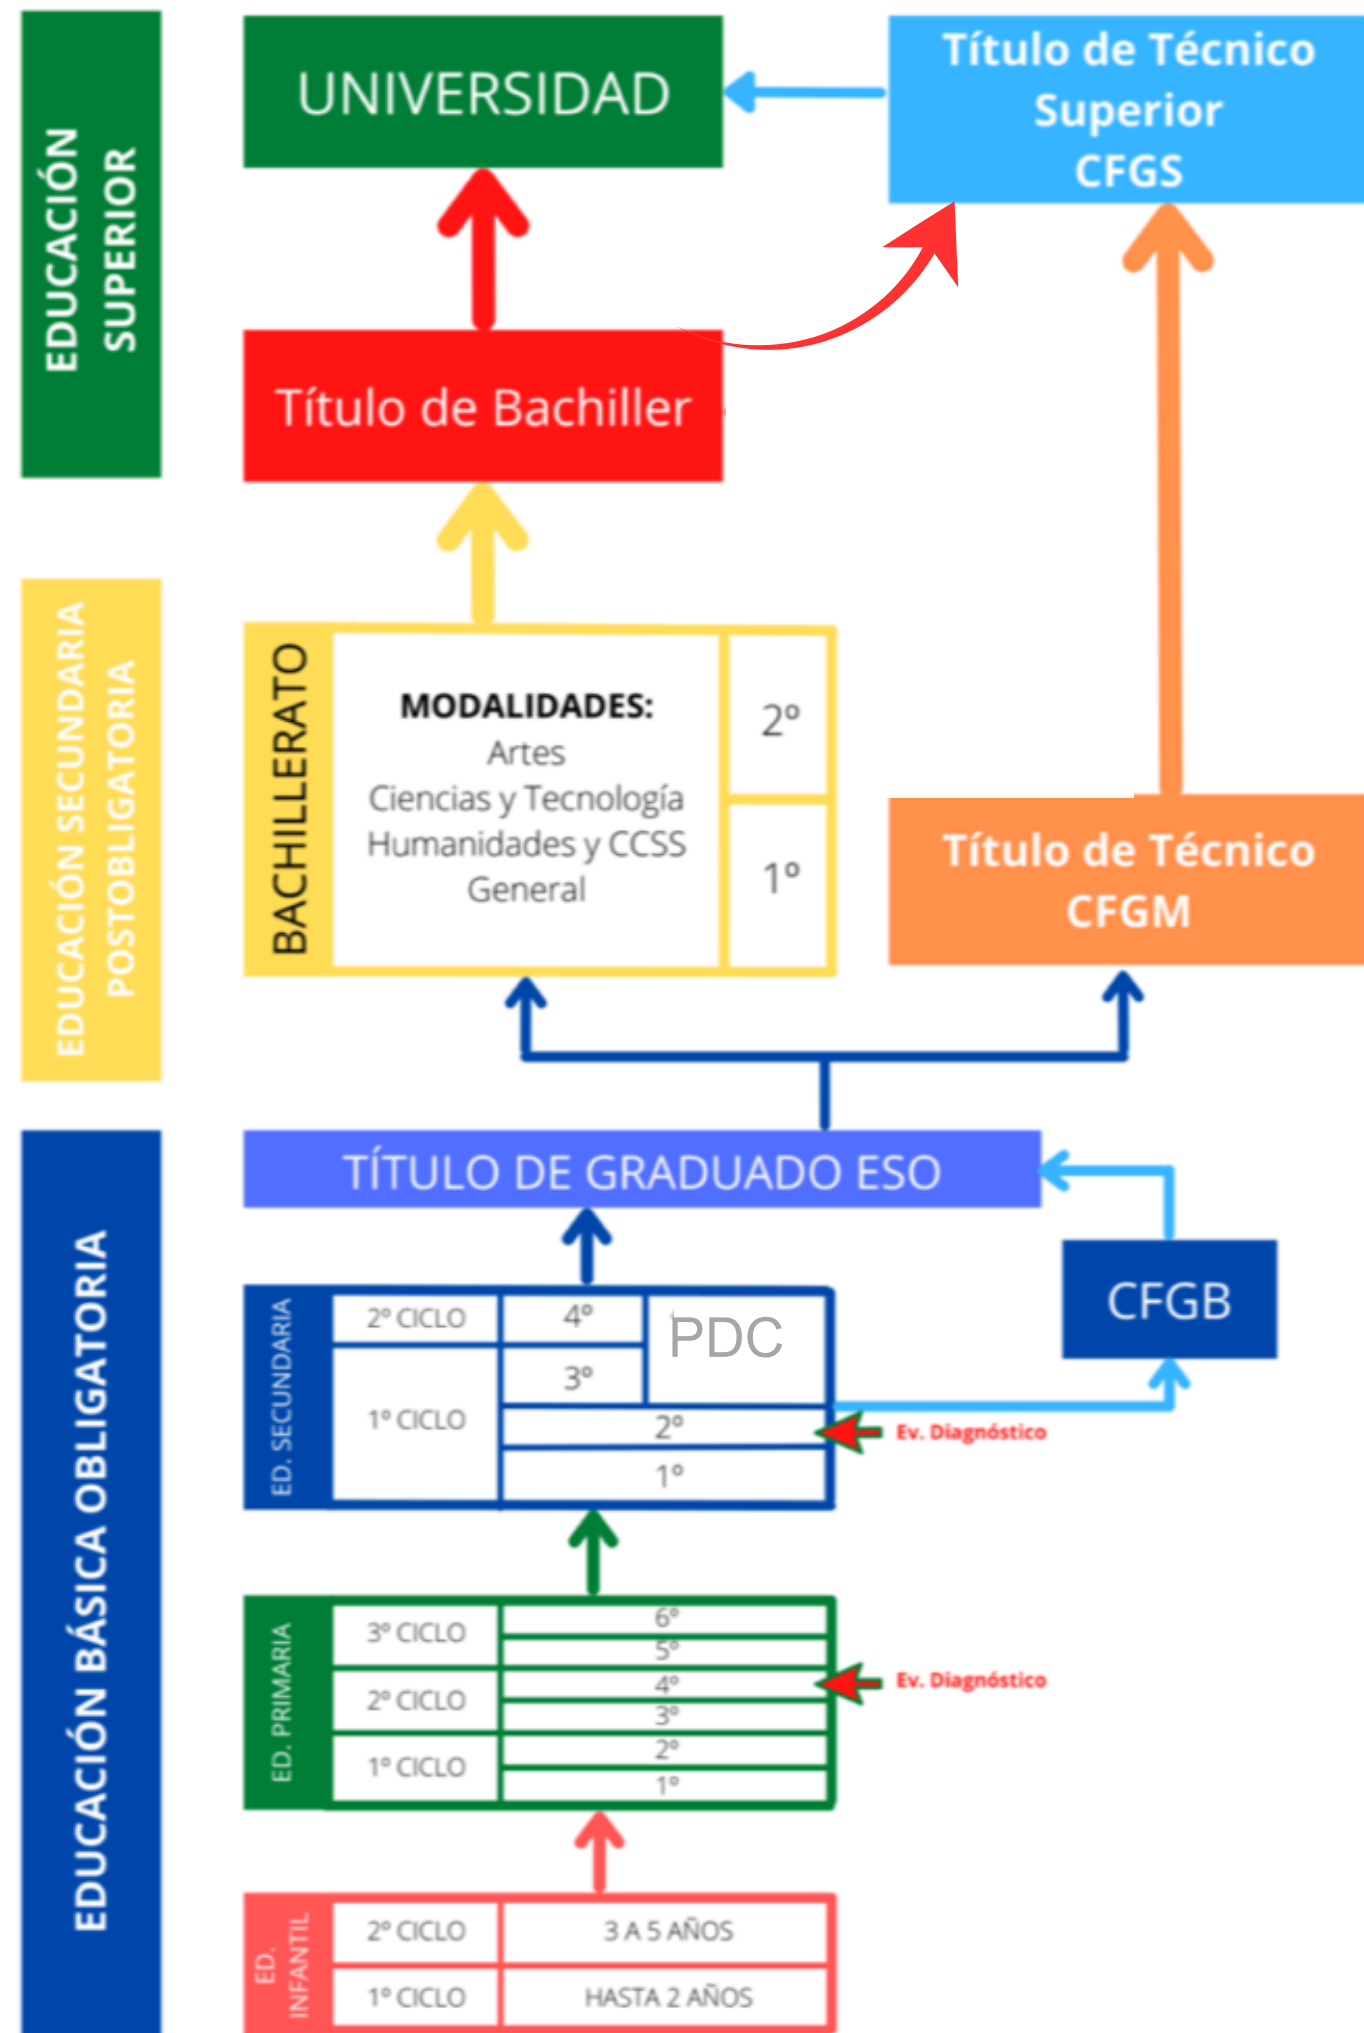 EDUCACIÓN
SUPERIOR
UNIVERSIDAD
Título de Técnico
Superior
CFGS
Título de Bachiller
EDUCACIÓN SECUNDARIA
POSTOBLIGATORIA
BACHILLERATO
MODALIDADES:
Artes
Ciencias y Tecnología
Humanidades y CCSS
General
2º
1º
Título de Técnico
CFGM
EDUCACIÓN BÁSICA OBLIGATORIA
TÍTULO DE GRADUADO ESO
CFGB
ED. SECUNDARIA
2º CICLO
4º
PDC
1º CICLO
3º
2º
1º
Ev. Diagnóstico
ED. PRIMARIA
3º CICLO
6º
5º
2º CICLO
4º
3º
1º CICLO
2º
1º
Ev. Diagnóstico
ED.
INFANTIL
2º CICLO
3 A 5 AÑOS
1º CICLO
HASTA 2 AÑOS